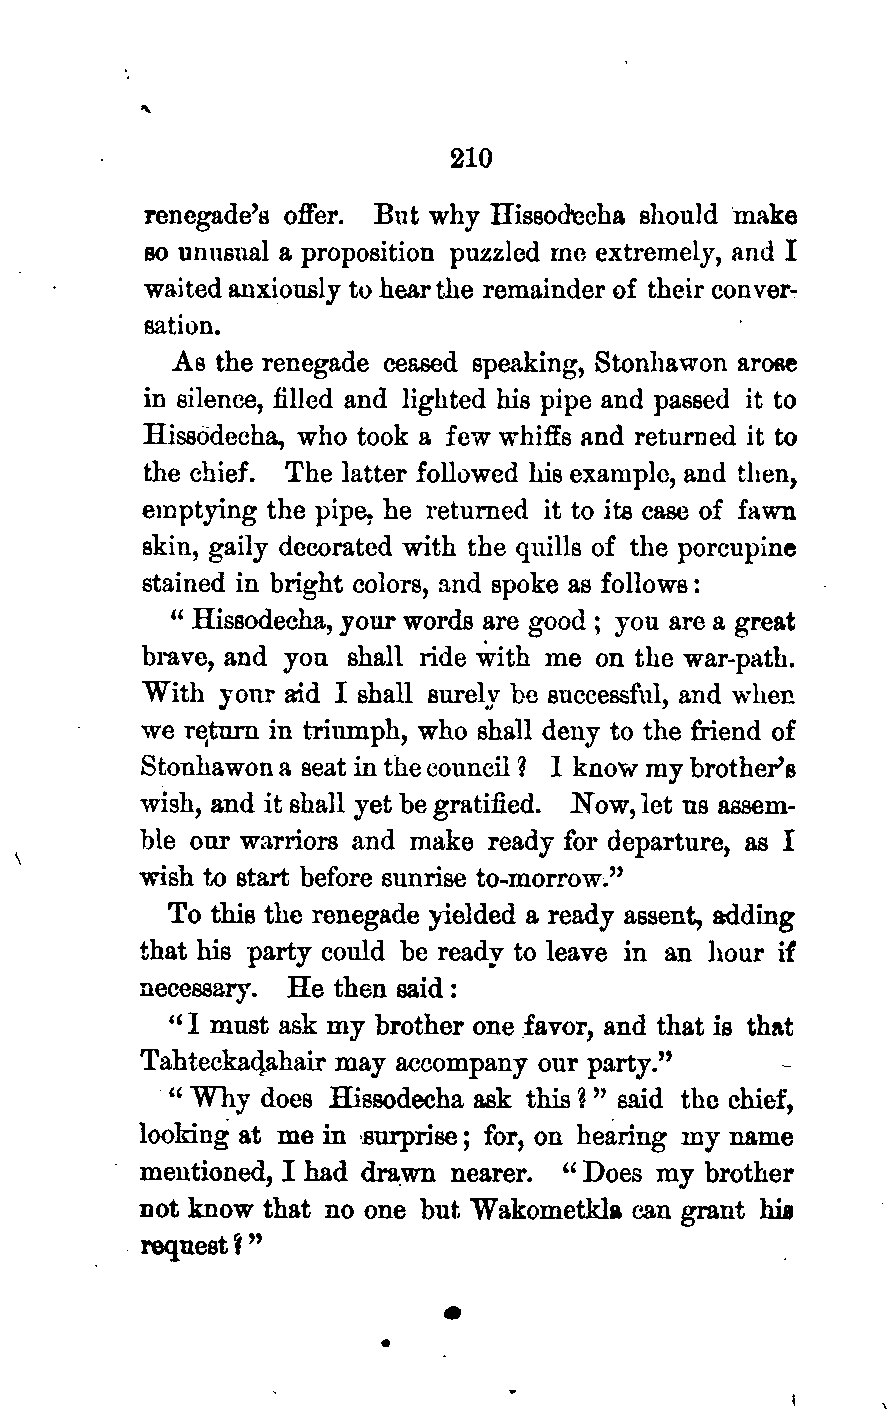 210
renegade's offer. But why Hissodecha should make
so unusual a proposition puzzled me extremely, and I
waited anxiously to hear the remainder of their conver-
sation.
As the renegade ceased speaking, Stonhawon arose
in silence, filled and lighted his pipe and passed it to
Hissodecha, who took a few whiffs and returned it to
the chief. The latter followed his example, and then,
emptying the pipe, he returned it to its case of fawn
skin, gaily decorated with the quills of the porcupine
stained in bright colors, and spoke as follows:
"Hissodecha, your words are good; you are a great
brave, and you shall ride with me on the war-path.
With your aid I shall surely be successful, and when
we return in triumph, who shall deny to the friend of
Stonhawon a seat in the council? I know my brother's
wish, and it shall yet be gratified. Now, let us assem-
ble our warriors and make ready for departure, as I
wish to start before sunrise to-morrow."
To this the renegade yielded a ready assent, adding
that his party could be ready to leave in an hour if
necessary. He then said:
"I must ask my brother one favor, and that is that
Tahteckadahair may accompany our party."
"Why does Hissodecha ask this?" said the chief,
looking at me in surprise; for, on hearing my name
mentioned, I had drawn nearer. "Does my brother
not know that no one but Wakometkla can grant his
request?"